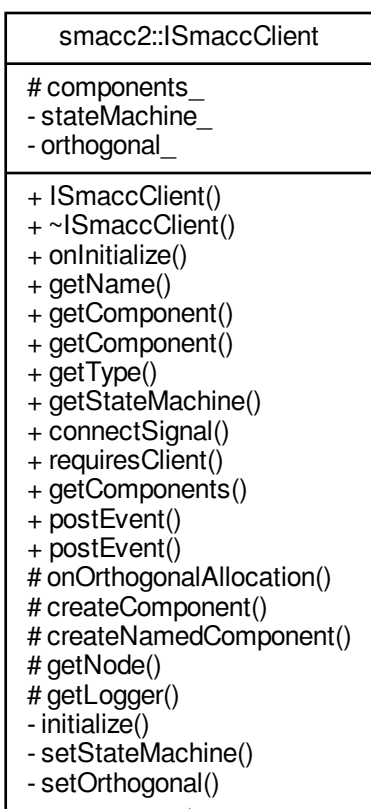 smacc2::ISmaccClient
# components_
- stateMachine_
- orthogonal_
+ ISmaccClient()
+ ~ISmaccClient()
+ onInitialize()
+ getName()
+ getComponent()
+ getComponent()
+ getType()
+ getStateMachine()
+ connectSignal()
+ requiresClient()
+ getComponents()
+ postEvent()
+ postEvent()
# onOrthogonalAllocation()
# createComponent()
# createNamedComponent()
# getNode()
# getLogger()
- initialize()
- setStateMachine()
- setOrthogonal()